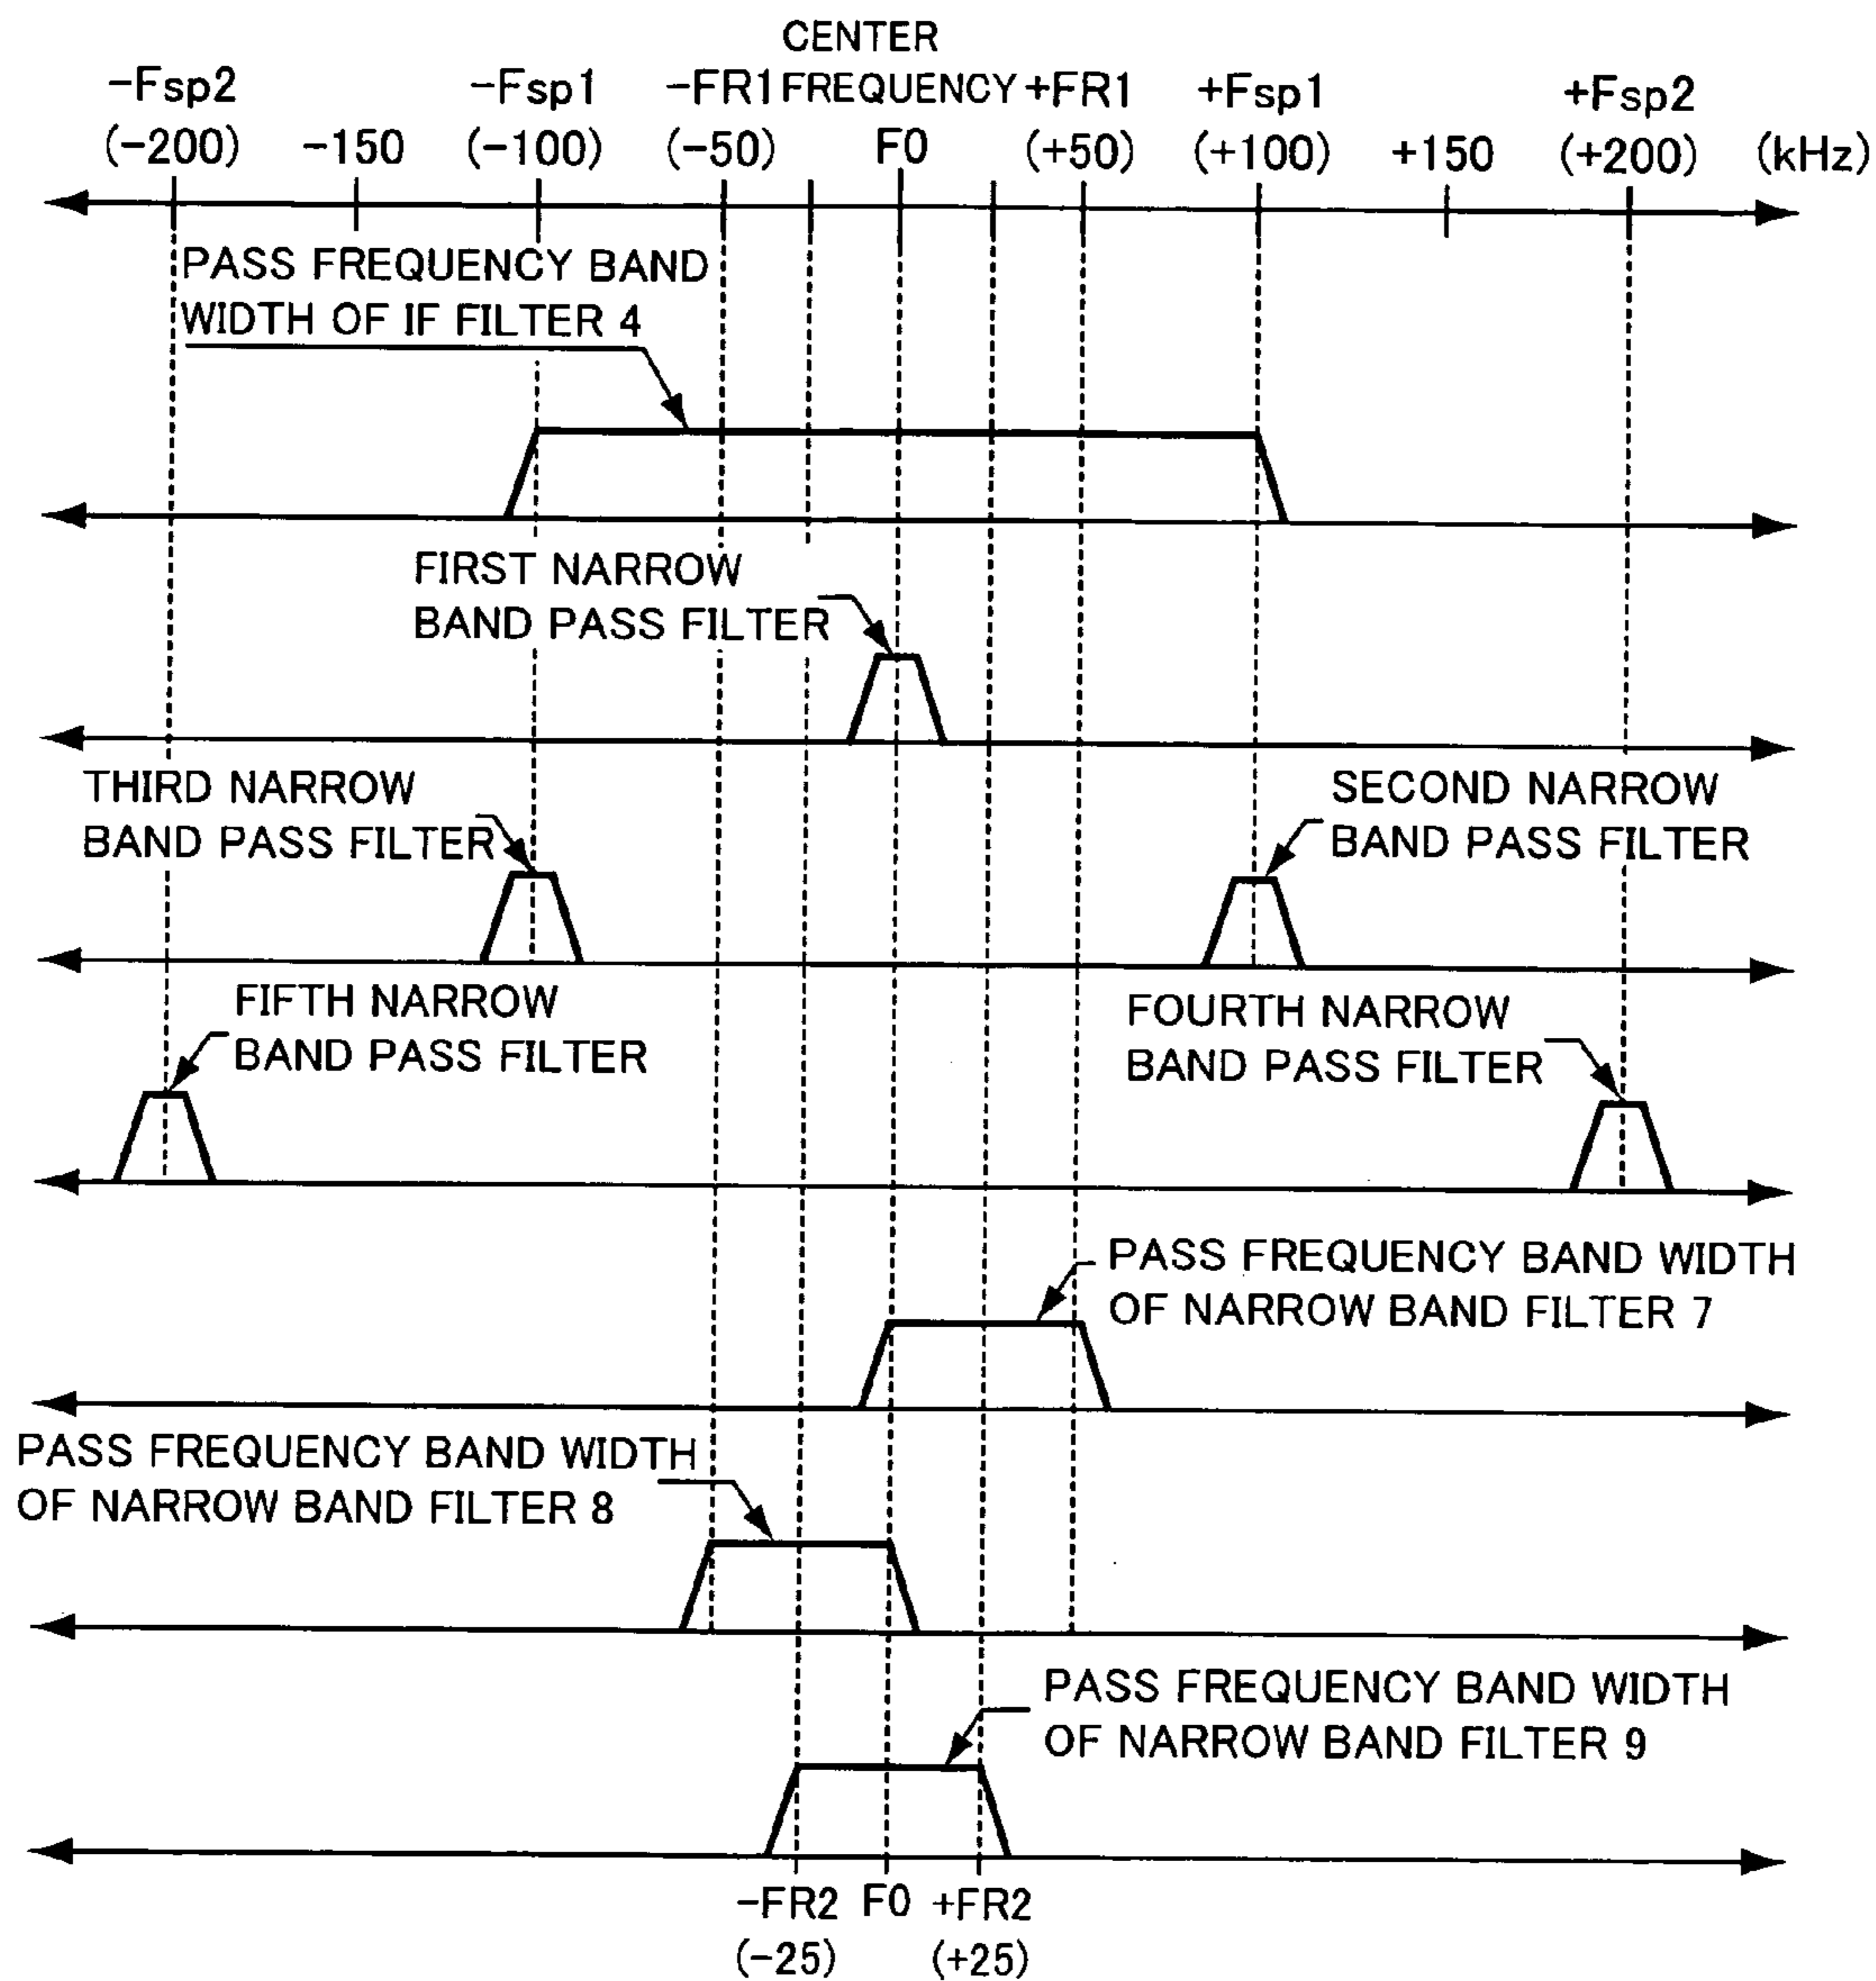 CENTER
−Fsp2 −Fsp1 −FR1 FREQUENCY +FR1 +Fsp1 +Fsp2
(−200) −150 (−100) (−50) F0 (+50) (+100) +150 (+200) (kHz)
PASS FREQUENCY BAND
WIDTH OF IF FILTER 4
FIRST NARROW
BAND PASS FILTER
THIRD NARROW
BAND PASS FILTER
SECOND NARROW
BAND PASS FILTER
FIFTH NARROW
BAND PASS FILTER
FOURTH NARROW
BAND PASS FILTER
PASS FREQUENCY BAND WIDTH
OF NARROW BAND FILTER 7
PASS FREQUENCY BAND WIDTH
OF NARROW BAND FILTER 8
PASS FREQUENCY BAND WIDTH
OF NARROW BAND FILTER 9
−FR2 F0 +FR2
(−25) (+25)